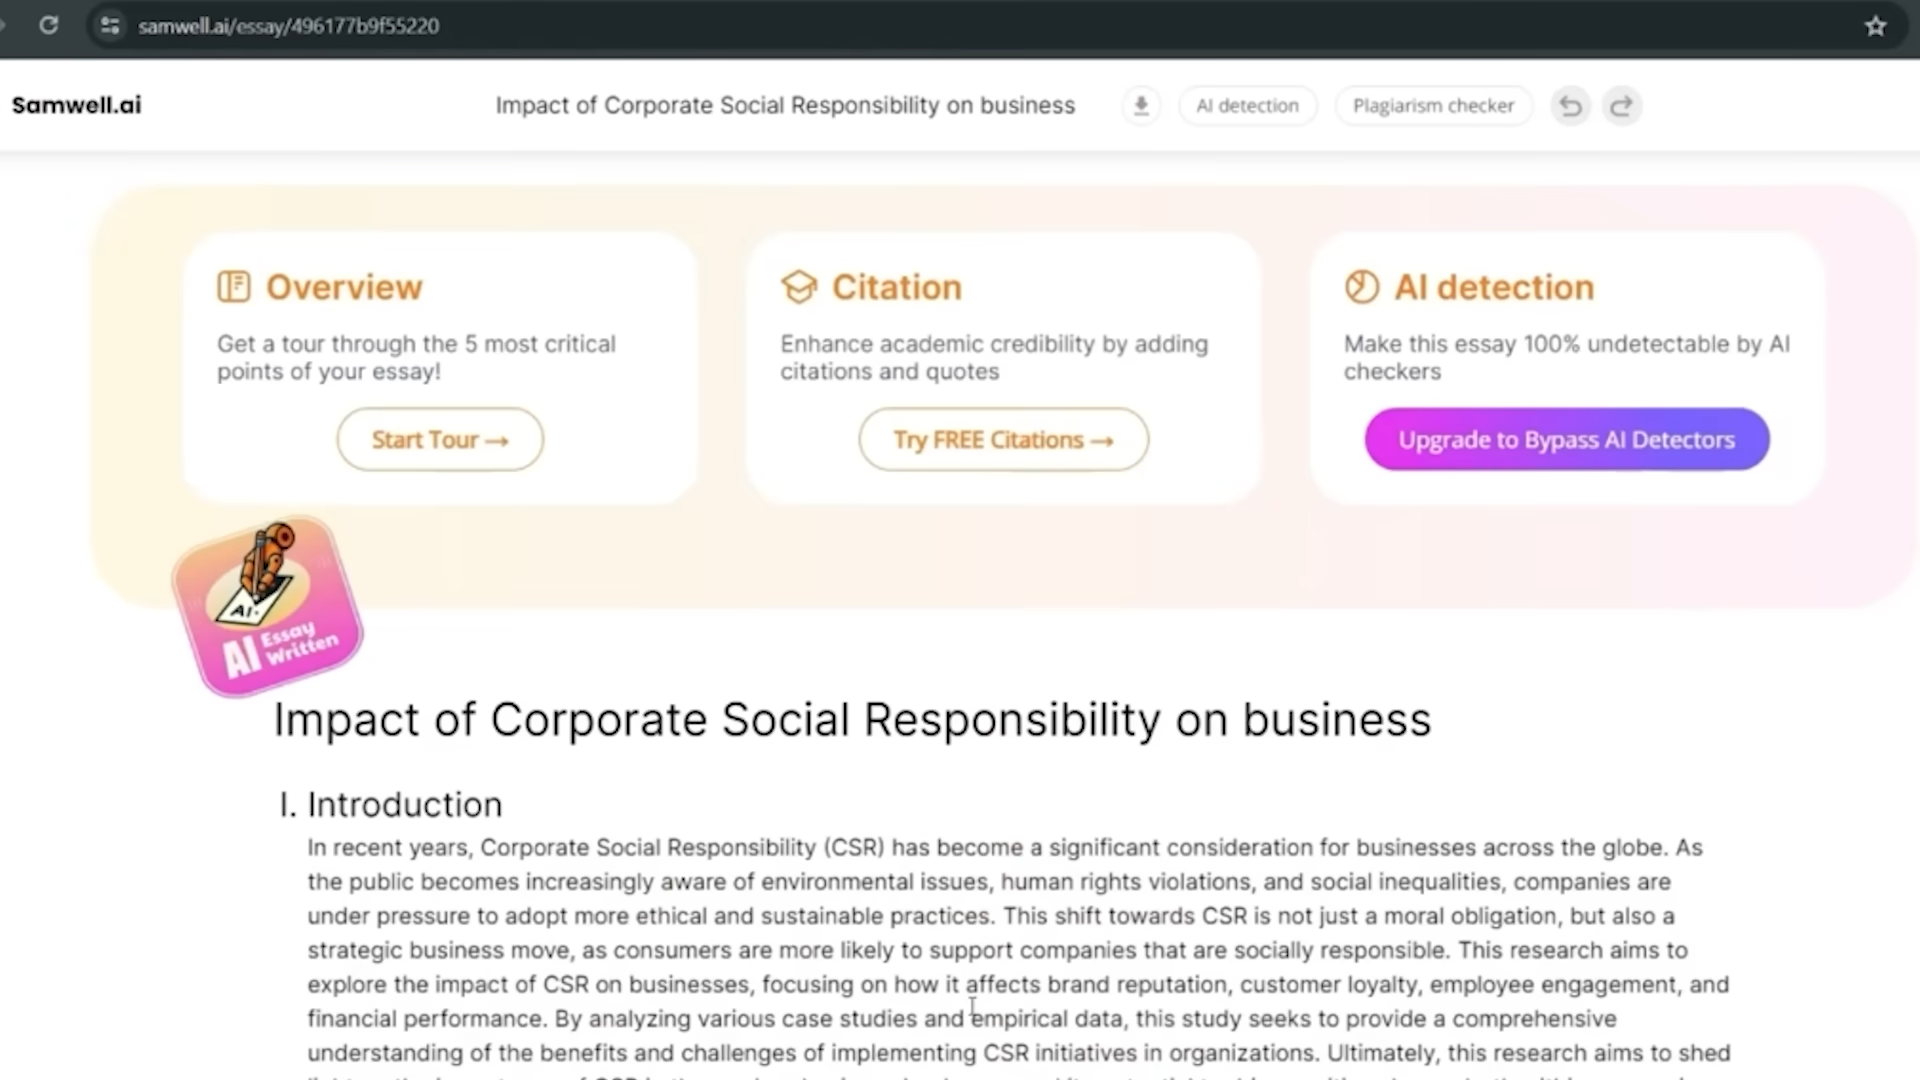 samwell.ai/essay/496177b9f55220
Samwell.ai
Impact of Corporate Social Responsibility on business
AI detection
Plagiarism checker
Overview
Get a tour through the 5 most critical
points of your essay!
Start Tour →
Citation
Enhance academic credibility by adding
citations and quotes
Try FREE Citations →
AI detection
Make this essay 100% undetectable by AI
checkers
Upgrade to Bypass AI Detectors
AI
AI Essay
Written
Impact of Corporate Social Responsibility on business
I. Introduction
In recent years, Corporate Social Responsibility (CSR) has become a significant consideration for businesses across the globe. As
the public becomes increasingly aware of environmental issues, human rights violations, and social inequalities, companies are
under pressure to adopt more ethical and sustainable practices. This shift towards CSR is not just a moral obligation, but also a
strategic business move, as consumers are more likely to support companies that are socially responsible. This research aims to
explore the impact of CSR on businesses, focusing on how it affects brand reputation, customer loyalty, employee engagement, and
financial performance. By analyzing various case studies and empirical data, this study seeks to provide a comprehensive
understanding of the benefits and challenges of implementing CSR initiatives in organizations. Ultimately, this research aims to shed